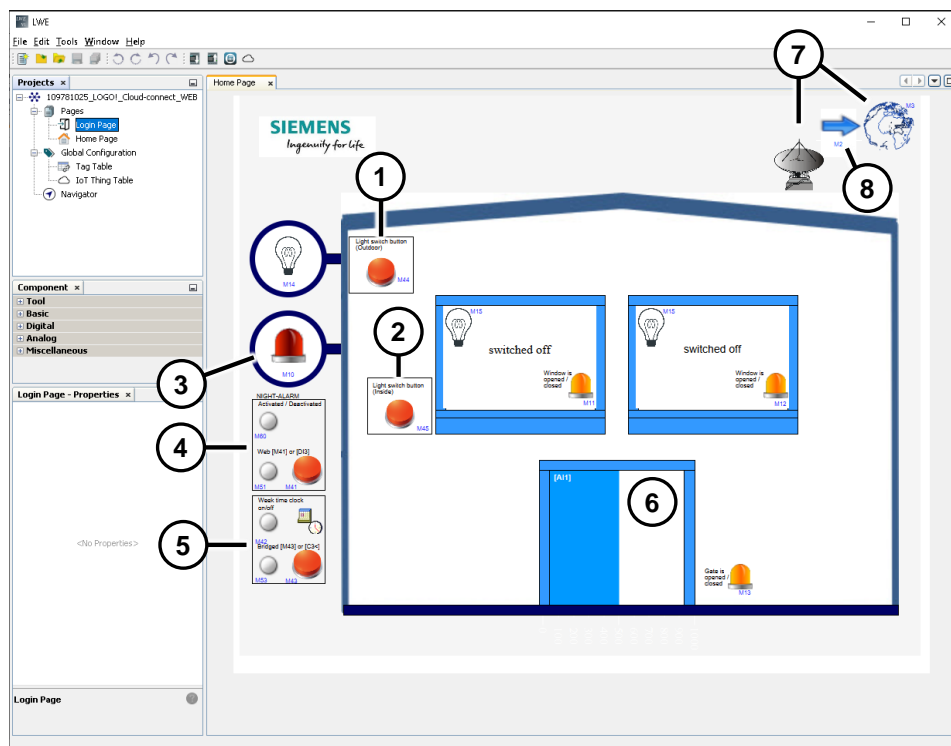 LWE
File Edit Tools Window Help
Projects ×
109781025_LOGO!_Cloud-connect_WEB
Pages
Login Page
Home Page
Global Configuration
Tag Table
IoT Thing Table
Navigator
Component ×
Tool
Basic
Digital
Analog
Miscellaneous
Login Page - Properties ×
<No Properties>
Login Page
Home Page ×
SIEMENS
Ingenuity for life
7
M3
M2
8
1
Light swich button
(Outdoor)
M44
M14
2
Light switch button
(Inside)
M45
3
M10
M15
switched off
Window is
opened /
closed
M11
M15
switched off
Window is
opened /
closed
M12
NIGHT-ALARM
Activated / Deactivated
M60
4
Web [M41] or [DI3]
M51
M41
Week time clock
on/off
M42
5
Bridged [M43] or [C3<]
M53
M43
[AI1]
6
Gate is
opened /
closed
M13